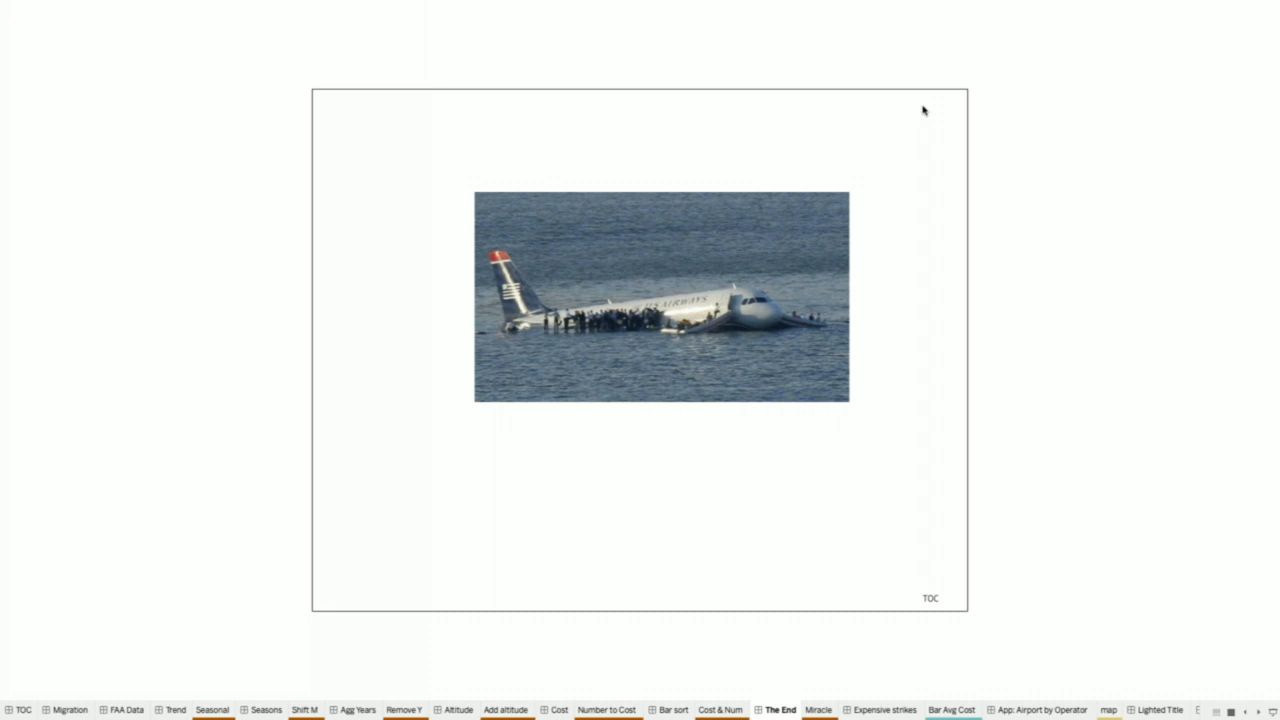 US AIRWAYS
TOC
TOC Migration FAA Data Trend Seasonal Seasons Shift M Agg Years Remove Y Altitude Add altitude Cost Number to Cost Bar sort Cost & Num The End Miracle Expensive strikes Bar Avg Cost App: Airport by Operator map Lighted Title